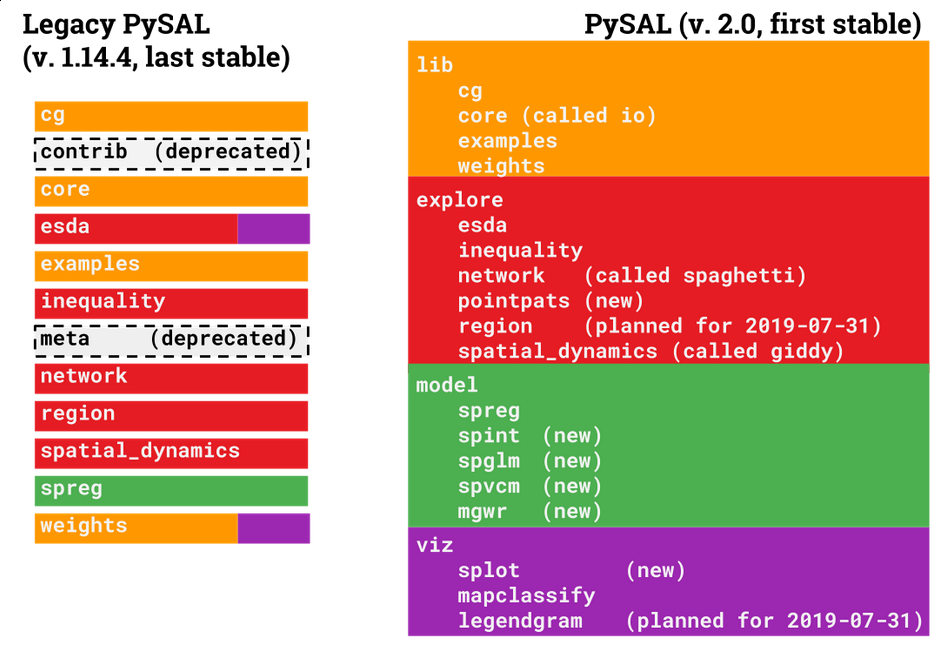 Legacy PySAL
(v. 1.14.4, last stable)
cg
contrib (deprecated)
core
esda
examples
inequality
meta (deprecated)
network
region
spatial_dynamics
spreg
weights
PySAL (v. 2.0, first stable)
lib
cg
core (called io)
examples
weights
explore
esda
inequality
network (called spaghetti)
pointpats (new)
region (planned for 2019-07-31)
spatial_dynamics (called giddy)
model
spreg
spint (new)
spglm (new)
spvcm (new)
mgwr (new)
viz
splot (new)
mapclassify
legendgram (planned for 2019-07-31)